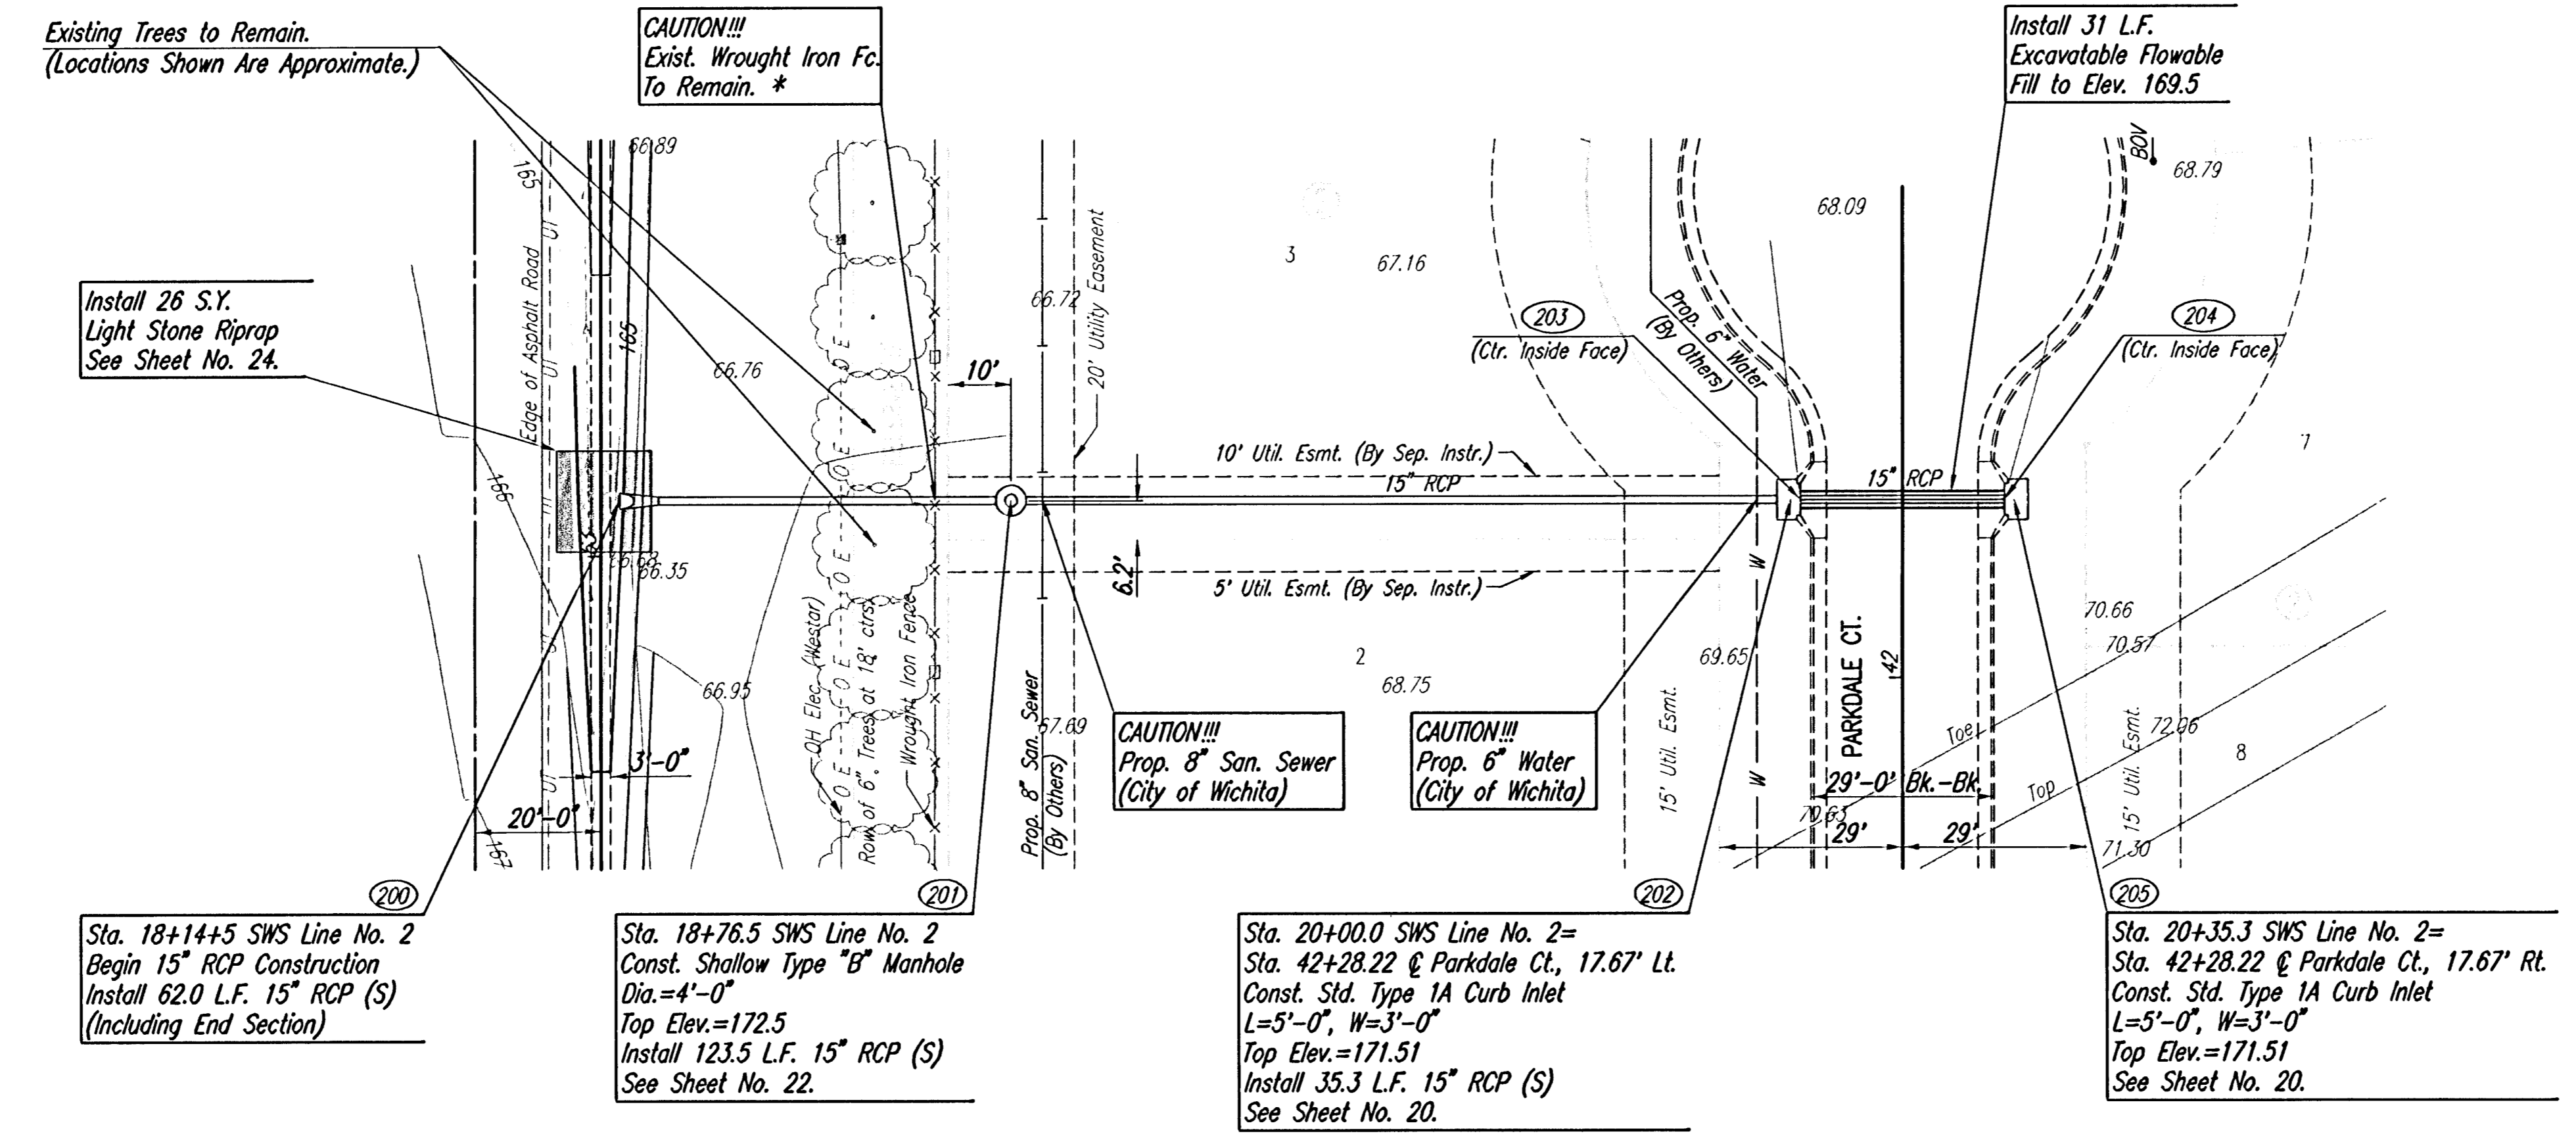 Existing Trees to Remain.
(Locations Shown Are Approximate.)
CAUTION!!!
Exist. Wrought Iron Fc.
To Remain. *
Install 31 L.F.
Excavatable Flowable
Fill to Elev. 169.5
Install 26 S.Y.
Light Stone Riprap
See Sheet No. 24.
165
66.89
Edge of Asphalt Road
UT
UT
UT
UT
UT
165
166
167
66.76
66.35
66.95
3'-0"
20'-0"
OH Elec. (Westar)
O E
O E
O E
O E
O E
O E
Row of 6" Trees at 18' ctrs.
Wrought Iron Fence
10'
66.72
20' Utility Easement
3
67.16
10' Util. Esmt. (By Sep. Instr.)
15" RCP
6.2'
5' Util. Esmt. (By Sep. Instr.)
2
68.75
Prop. 8" San. Sewer
(By Others)
67.69
CAUTION!!!
Prop. 8" San. Sewer
(City of Wichita)
CAUTION!!!
Prop. 6" Water
(City of Wichita)
203
(Ctr. Inside Face)
Prop. 6" Water
(By Others)
68.09
BOV
68.79
204
(Ctr. Inside Face)
7
15" RCP
W
W
69.65
15' Util. Esmt.
PARKDALE CT.
42
29'-0" Bk.-Bk.
29'
29'
70.63
70.66
70.57
Toe
Top
72.06
71.30
15' Util. Esmt.
8
200
Sta. 18+14+5 SWS Line No. 2
Begin 15" RCP Construction
Install 62.0 L.F. 15" RCP (S)
(Including End Section)
201
Sta. 18+76.5 SWS Line No. 2
Const. Shallow Type "B" Manhole
Dia.=4'-0"
Top Elev.=172.5
Install 123.5 L.F. 15" RCP (S)
See Sheet No. 22.
202
Sta. 20+00.0 SWS Line No. 2=
Sta. 42+28.22 ℄ Parkdale Ct., 17.67' Lt.
Const. Std. Type 1A Curb Inlet
L=5'-0", W=3'-0"
Top Elev.=171.51
Install 35.3 L.F. 15" RCP (S)
See Sheet No. 20.
205
Sta. 20+35.3 SWS Line No. 2=
Sta. 42+28.22 ℄ Parkdale Ct., 17.67' Rt.
Const. Std. Type 1A Curb Inlet
L=5'-0", W=3'-0"
Top Elev.=171.51
See Sheet No. 20.